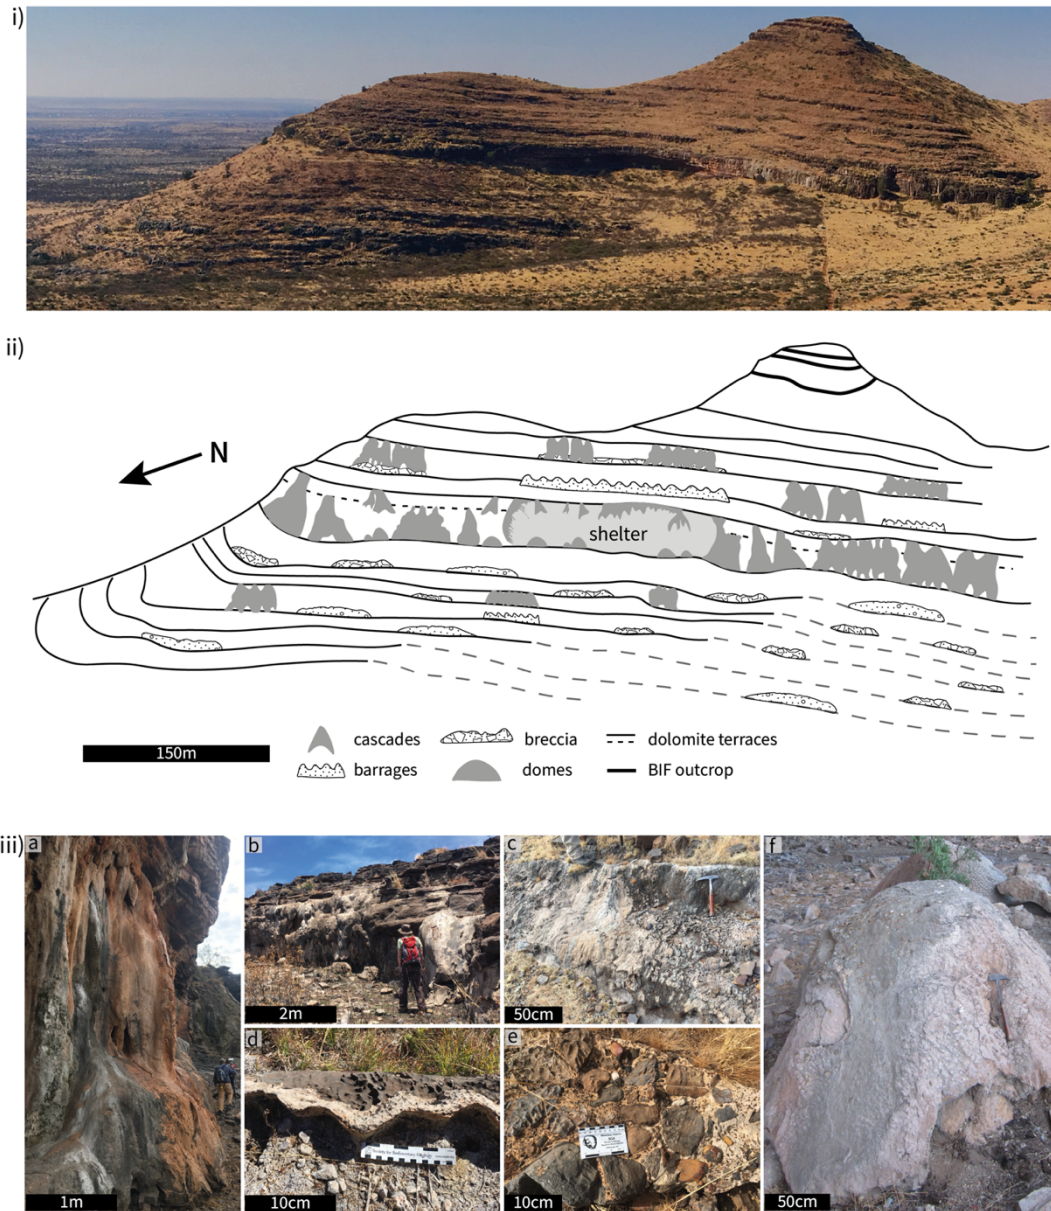 i)
ii)
N
shelter
150m
cascades
breccia
dolomite terraces
barrages
domes
BIF outcrop
iii)
a
1m
b
2m
c
50cm
d
10cm
e
10cm
f
50cm